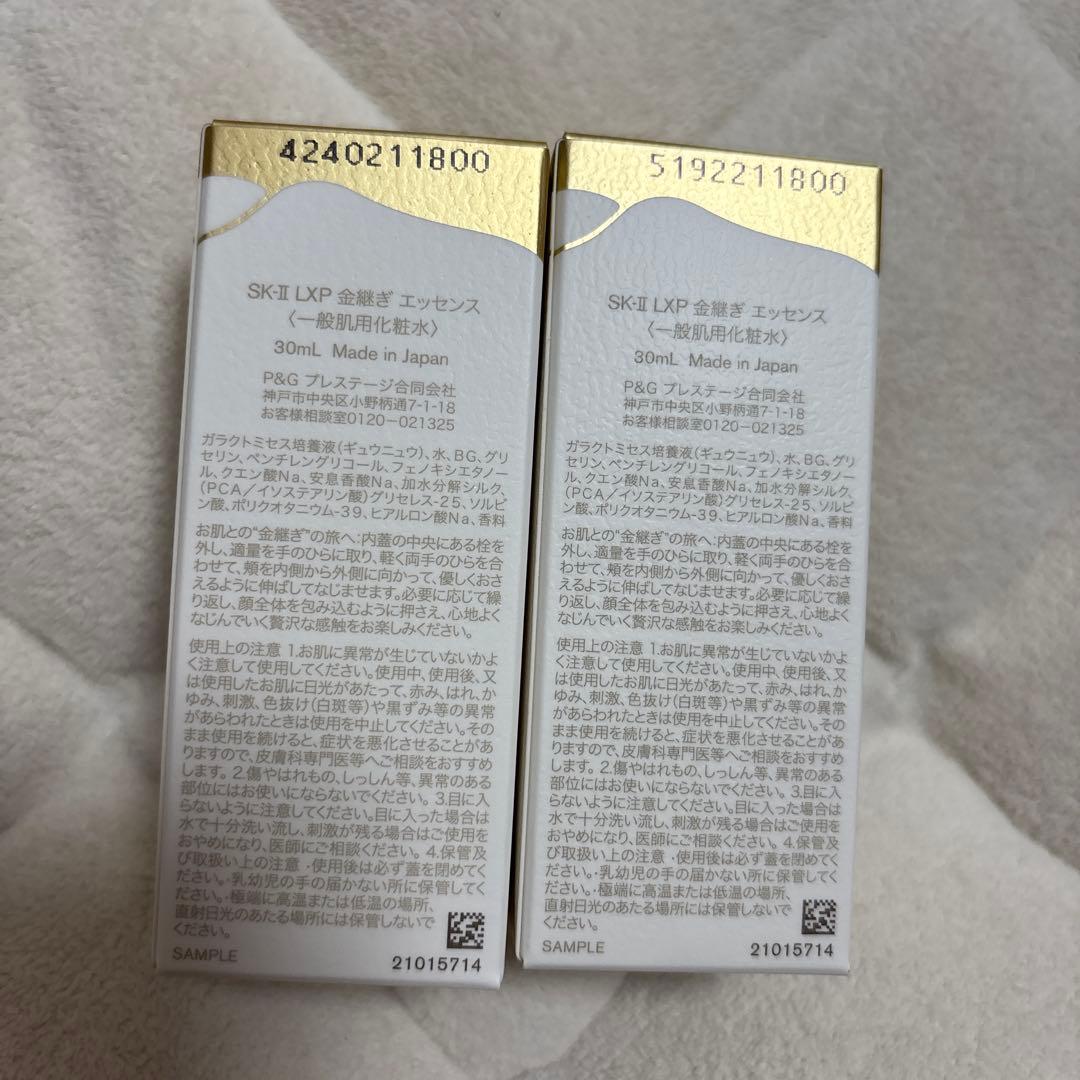 4240211800
SK-II LXP 金継ぎ エッセンス
〈一般肌用化粧水〉
30mL Made in Japan
P&G プレステージ合同会社
神戸市中央区小野柄通7-1-18
お客様相談室0120-021325
ガラクトミセス培養液(ギュウニュウ)、水、BG、グリ
セリン、ペンチレングリコール、フェノキシエタノー
ル、クエン酸Na、安息香酸Na、加水分解シルク、
(PCA/イソステアリン酸)グリセレス-25、ソルビ
ン酸、ポリクオタニウム-39、ヒアルロン酸Na、香料
お肌との“金継ぎ”の旅へ:内蓋の中央にある栓を
外し、適量を手のひらに取り、軽く両手のひらを合
わせて、頬を内側から外側に向かって、優しくおさ
えるように伸ばしてなじませます。必要に応じて繰
り返し、顔全体を包み込むように押さえ、心地よく
なじんでいく贅沢な感触をお楽しみください。
使用上の注意 1.お肌に異常が生じていないかよ
く注意して使用してください。使用中、使用後、又
は使用したお肌に日光があたって、赤み、はれ、か
ゆみ、刺激、色抜け(白斑等)や黒ずみ等の異常
があらわれたときは使用を中止してください。その
まま使用を続けると、症状を悪化させることがあ
りますので、皮膚科専門医等へご相談をおすすめ
します。 2.傷やはれもの、しっしん等、異常のある
部位にはお使いにならないでください。 3.目に入
らないように注意してください。目に入った場合は
水で十分洗い流し、刺激が残る場合はご使用を
おやめになり、医師にご相談ください。 4.保管及
び取扱い上の注意 ・使用後は必ず蓋を閉めてく
ださい。・乳幼児の手の届かない所に保管してく
ださい。・極端に高温または低温の場所、
直射日光のあたる場所には保管しないで
ください。
SAMPLE
21015714
5192211800
SK-II LXP 金継ぎ エッセンス
〈一般肌用化粧水〉
30mL Made in Japan
P&G プレステージ合同会社
神戸市中央区小野柄通7-1-18
お客様相談室0120-021325
ガラクトミセス培養液(ギュウニュウ)、水、BG、グリ
セリン、ペンチレングリコール、フェノキシエタノー
ル、クエン酸Na、安息香酸Na、加水分解シルク、
(PCA/イソステアリン酸)グリセレス-25、ソルビ
ン酸、ポリクオタニウム-39、ヒアルロン酸Na、香料
お肌との“金継ぎ”の旅へ:内蓋の中央にある栓を
外し、適量を手のひらに取り、軽く両手のひらを合
わせて、頬を内側から外側に向かって、優しくおさ
えるように伸ばしてなじませます。必要に応じて繰
り返し、顔全体を包み込むように押さえ、心地よく
なじんでいく贅沢な感触をお楽しみください。
使用上の注意 1.お肌に異常が生じていないかよ
く注意して使用してください。使用中、使用後、又
は使用したお肌に日光があたって、赤み、はれ、か
ゆみ、刺激、色抜け(白斑等)や黒ずみ等の異常
があらわれたときは使用を中止してください。その
まま使用を続けると、症状を悪化させることがあ
りますので、皮膚科専門医等へご相談をおすすめ
します。 2.傷やはれもの、しっしん等、異常のある
部位にはお使いにならないでください。 3.目に入
らないように注意してください。目に入った場合は
水で十分洗い流し、刺激が残る場合はご使用を
おやめになり、医師にご相談ください。 4.保管及
び取扱い上の注意 ・使用後は必ず蓋を閉めてく
ださい。・乳幼児の手の届かない所に保管してく
ださい。・極端に高温または低温の場所、
直射日光のあたる場所には保管しないで
ください。
SAMPLE
21015714